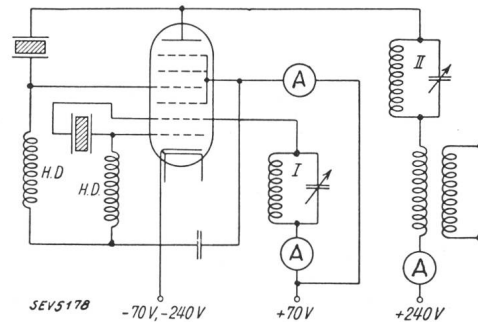 II
A
H.D
H.D
I
A
A
SEV5178
-70V,-240V
+70V
+240V